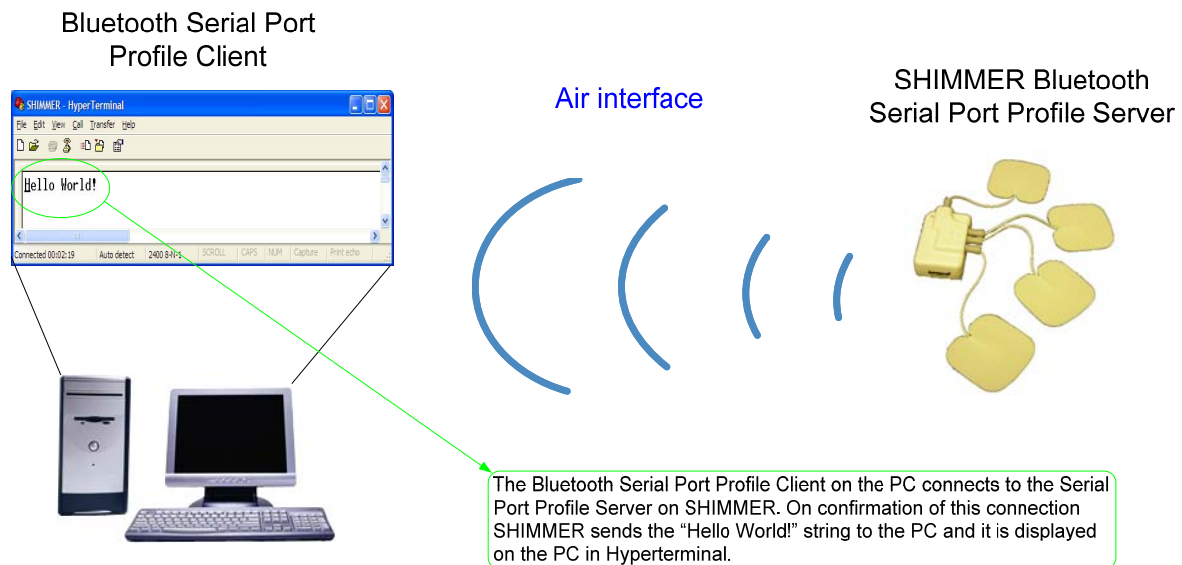 Bluetooth Serial Port
Profile Client
SHIMMER - HyperTerminal
File Edit View Call Transfer Help
Hello World!
Connected 00:02:19 Auto detect 2400 8-N-1 SCROLL CAPS NUM Capture Print echo
Air interface
SHIMMER Bluetooth
Serial Port Profile Server
The Bluetooth Serial Port Profile Client on the PC connects to the Serial
Port Profile Server on SHIMMER. On confirmation of this connection
SHIMMER sends the “Hello World!” string to the PC and it is displayed
on the PC in Hyperterminal.